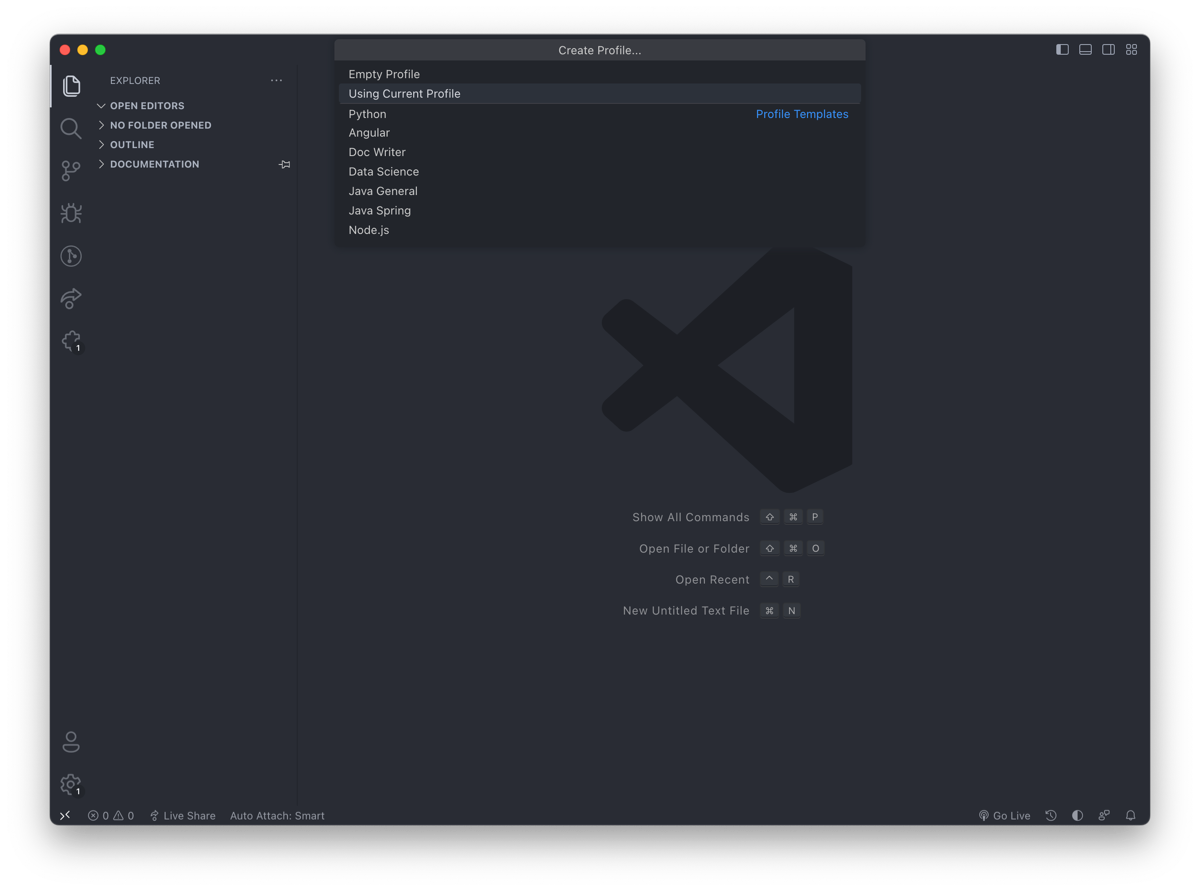 Create Profile...
EXPLORER
Empty Profile
Using Current Profile
OPEN EDITORS
Python Profile Templates
NO FOLDER OPENED
Angular
OUTLINE
Doc Writer
DOCUMENTATION
Data Science
Java General
Java Spring
Node.js
1
Show All Commands ⇧ ⌘ P
Open File or Folder ⇧ ⌘ O
Open Recent ^ R
New Untitled Text File ⌘ N
1
0 0 Live Share Auto Attach: Smart Go Live